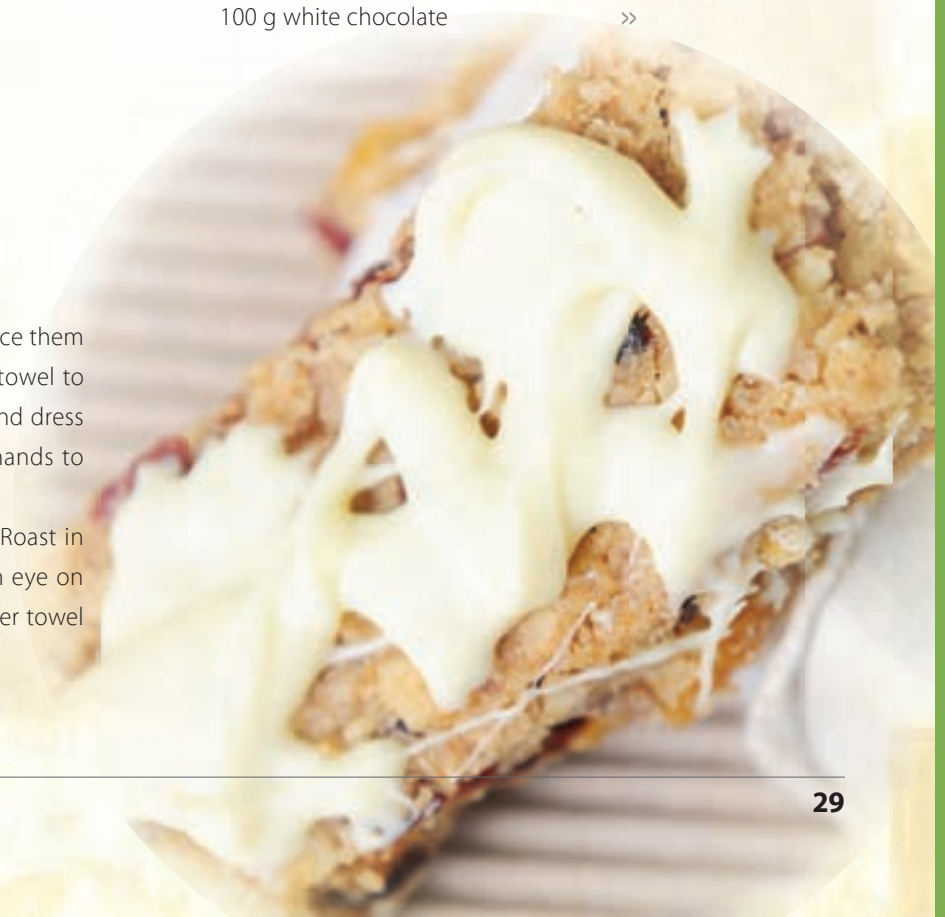 100 g white chocolate »
ce them
towel to
nd dress
ands to
Roast in
eye on
er towel
29